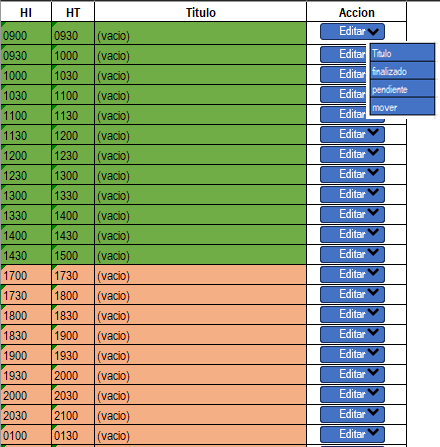 HI HT Titulo Accion
0900 0930 (vacio) Editar
0930 1000 (vacio) Editar
Titulo
1000 1030 (vacio) Editar
finalizado
1030 1100 (vacio) Editar
pendiente
1100 1130 (vacio) Editar
mover
1130 1200 (vacio) Editar
1200 1230 (vacio) Editar
1230 1300 (vacio) Editar
1300 1330 (vacio) Editar
1330 1400 (vacio) Editar
1400 1430 (vacio) Editar
1430 1500 (vacio) Editar
1700 1730 (vacio) Editar
1730 1800 (vacio) Editar
1800 1830 (vacio) Editar
1830 1900 (vacio) Editar
1900 1930 (vacio) Editar
1930 2000 (vacio) Editar
2000 2030 (vacio) Editar
2030 2100 (vacio) Editar
0100 0130 (vacio) Editar